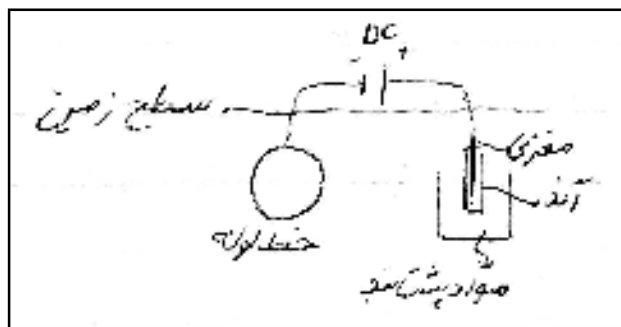 DC
- +
سطح زمین
مغزی
آند
خط لوله
مواد پشت بند